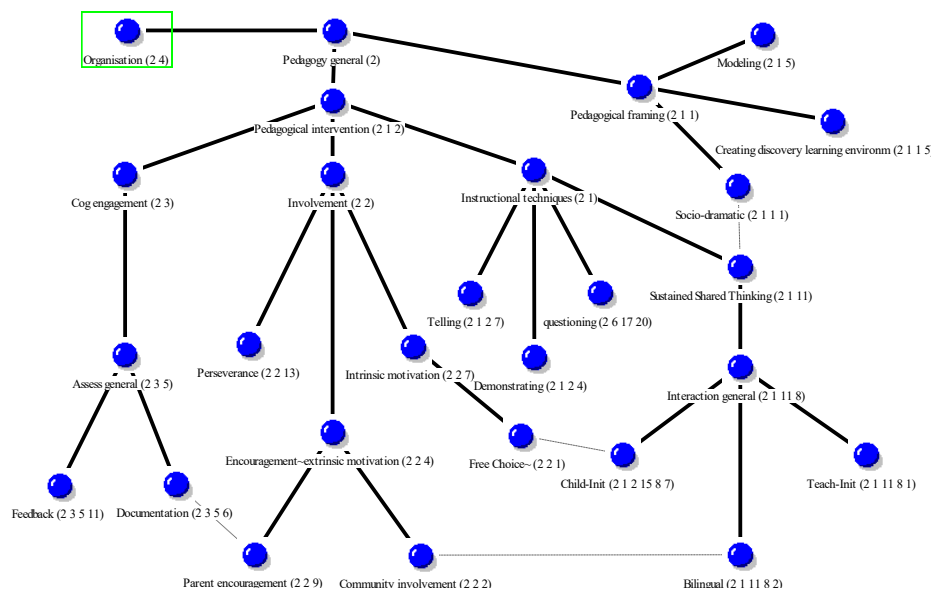 Organisation (2 4)
Pedagogy general (2)
Modeling (2 1 5)
Pedagogical framing (2 1 1)
Pedagogical intervention (2 1 2)
Creating discovery learning environm (2 1 1 5
Cog engagement (2 3)
Involvement (2 2)
Instructional techniques (2 1)
Socio-dramatic (2 1 1 1)
Sustained Shared Thinking (2 1 11)
Telling (2 1 2 7)
questioning (2 6 17 20)
Perseverance (2 2 13)
Intrinsic motivation (2 2 7)
Assess general (2 3 5)
Demonstrating (2 1 2 4)
Interaction general (2 1 11 8)
Encouragement~extrinsic motivation (2 2 4)
Free Choice~ (2 2 1)
Child-Init (2 1 2 15 8 7)
Teach-Init (2 1 11 8 1)
Feedback (2 3 5 11)
Documentation (2 3 5 6)
Parent encouragement (2 2 9)
Community involvement (2 2 2)
Bilingual (2 1 11 8 2)